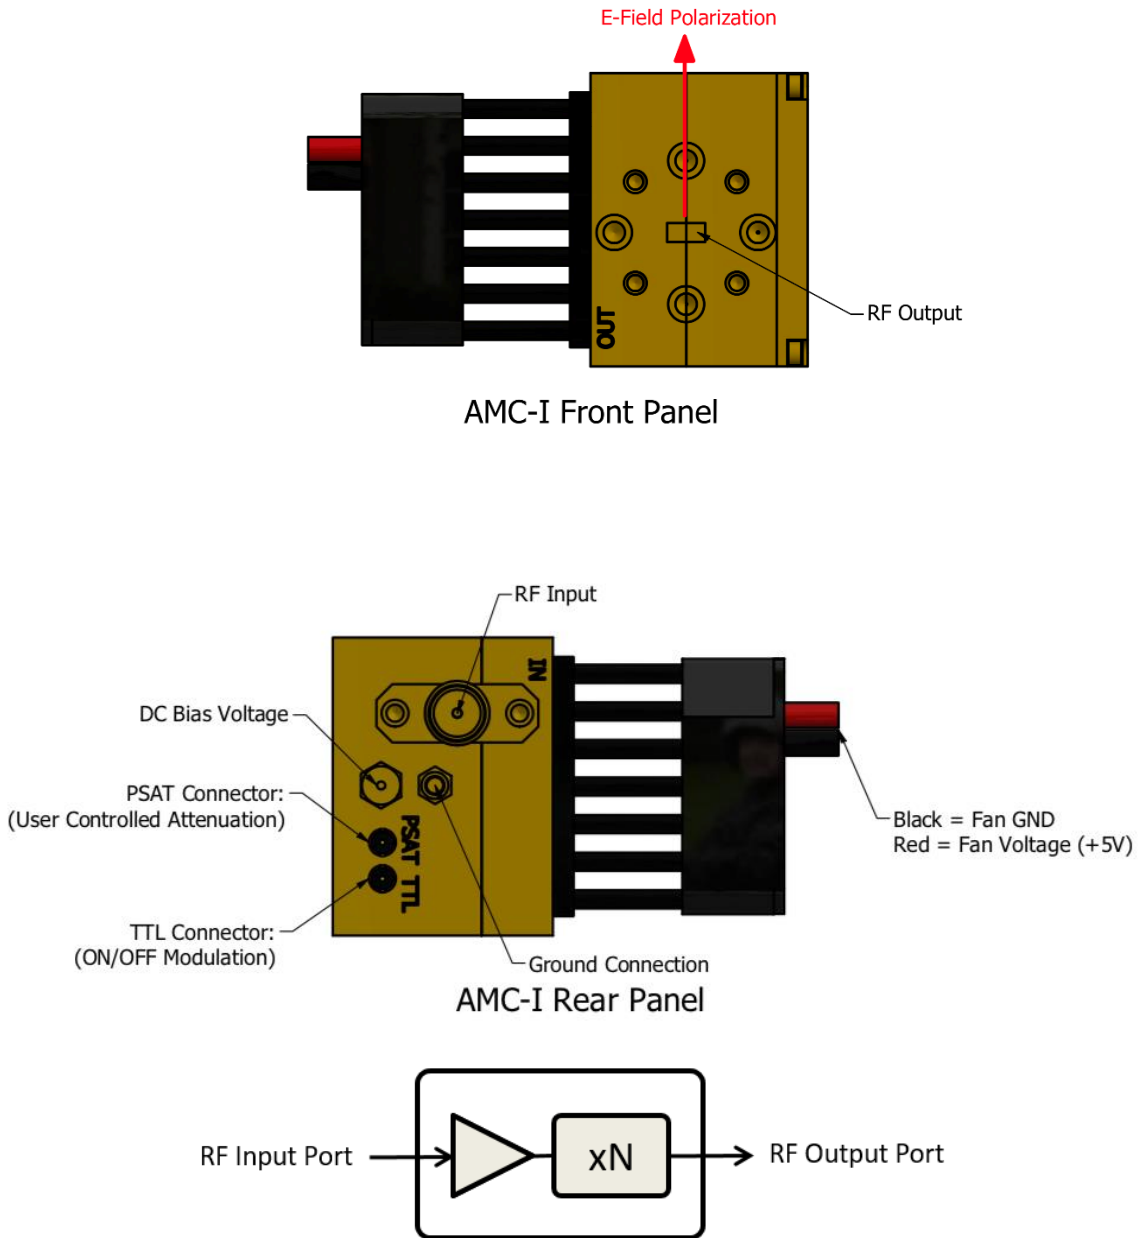 E-Field Polarization
RF Output
OUT
AMC-I Front Panel
RF Input
IN
DC Bias Voltage
PSAT Connector:
(User Controlled Attenuation)
PSAT TTL
Black = Fan GND
Red = Fan Voltage (+5V)
TTL Connector:
(ON/OFF Modulation)
Ground Connection
AMC-I Rear Panel
RF Input Port
xN
RF Output Port